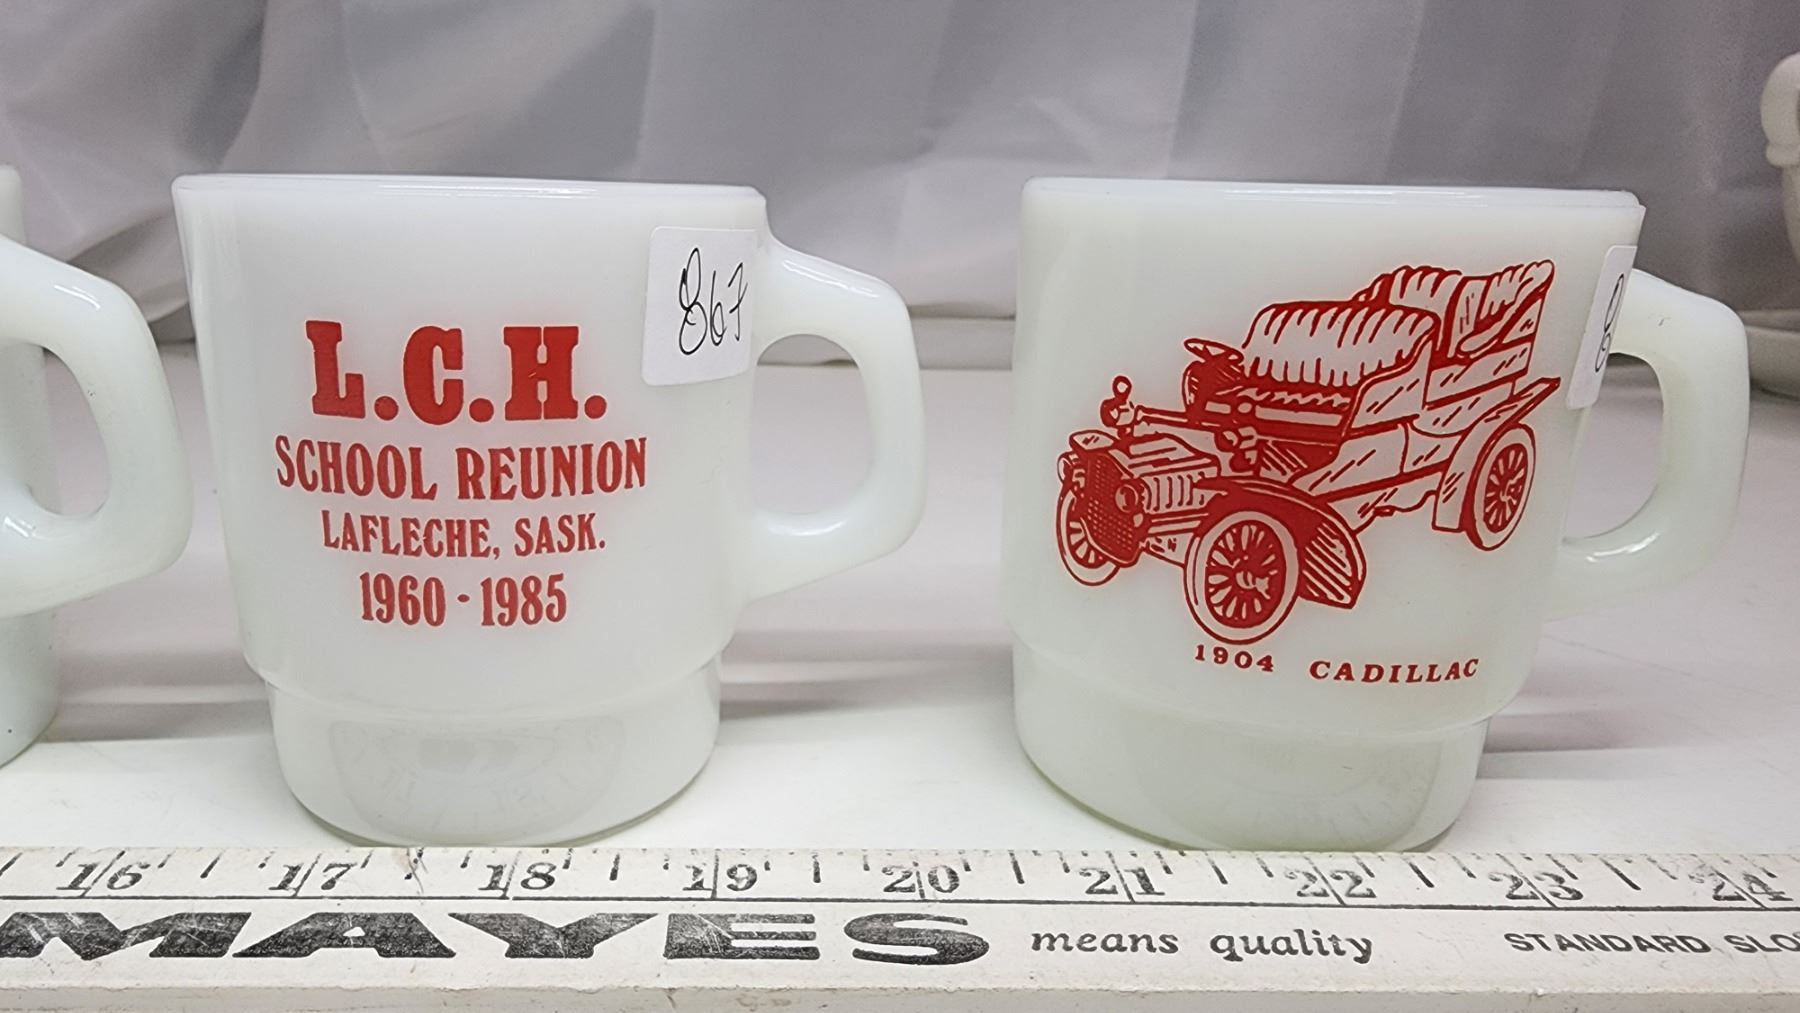 L.C.H.
SCHOOL REUNION
LAFLECHE, SASK.
1960 - 1985
867
1904 CADILLAC
16 17 18 19 20 21 22 23 24
MAYES means quality STANDARD